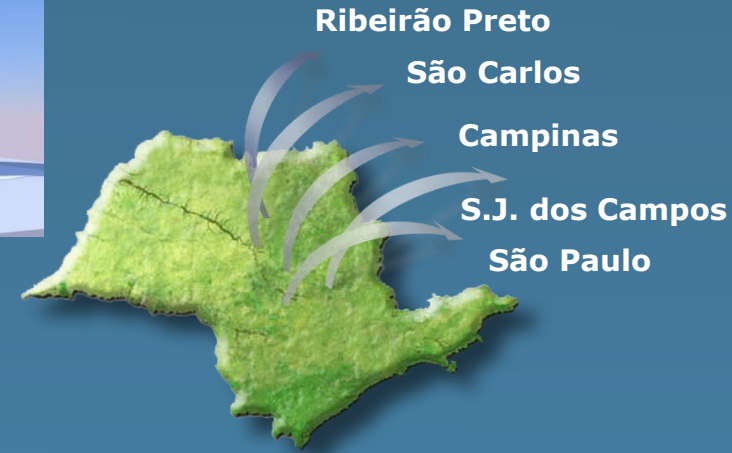 Ribeirão Preto
São Carlos
Campinas
S.J. dos Campos
São Paulo